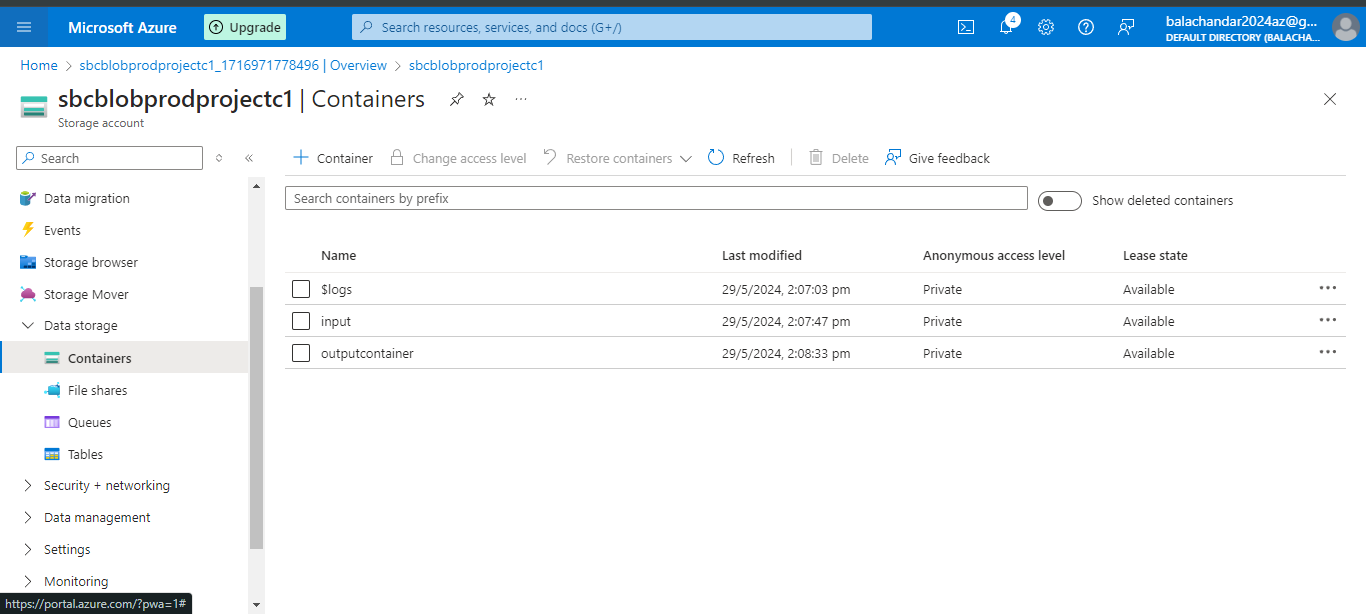 Microsoft Azure
Upgrade
Search resources, services, and docs (G+/)
4
balachandar2024az@g...
DEFAULT DIRECTORY (BALACHA...
Home > sbcblobprodprojectc1_1716971778496 | Overview > sbcblobprodprojectc1
sbcblobprodprojectc1 | Containers
Storage account
Search
Container
Change access level
Restore containers
Refresh
Delete
Give feedback
Search containers by prefix
Show deleted containers
Data migration
Events
Storage browser
Storage Mover
Data storage
Containers
File shares
Queues
Tables
Security + networking
Data management
Settings
Monitoring
Name Last modified Anonymous access level Lease state
$logs 29/5/2024, 2:07:03 pm Private Available
input 29/5/2024, 2:07:47 pm Private Available
outputcontainer 29/5/2024, 2:08:33 pm Private Available
https://portal.azure.com/?pwa=1#